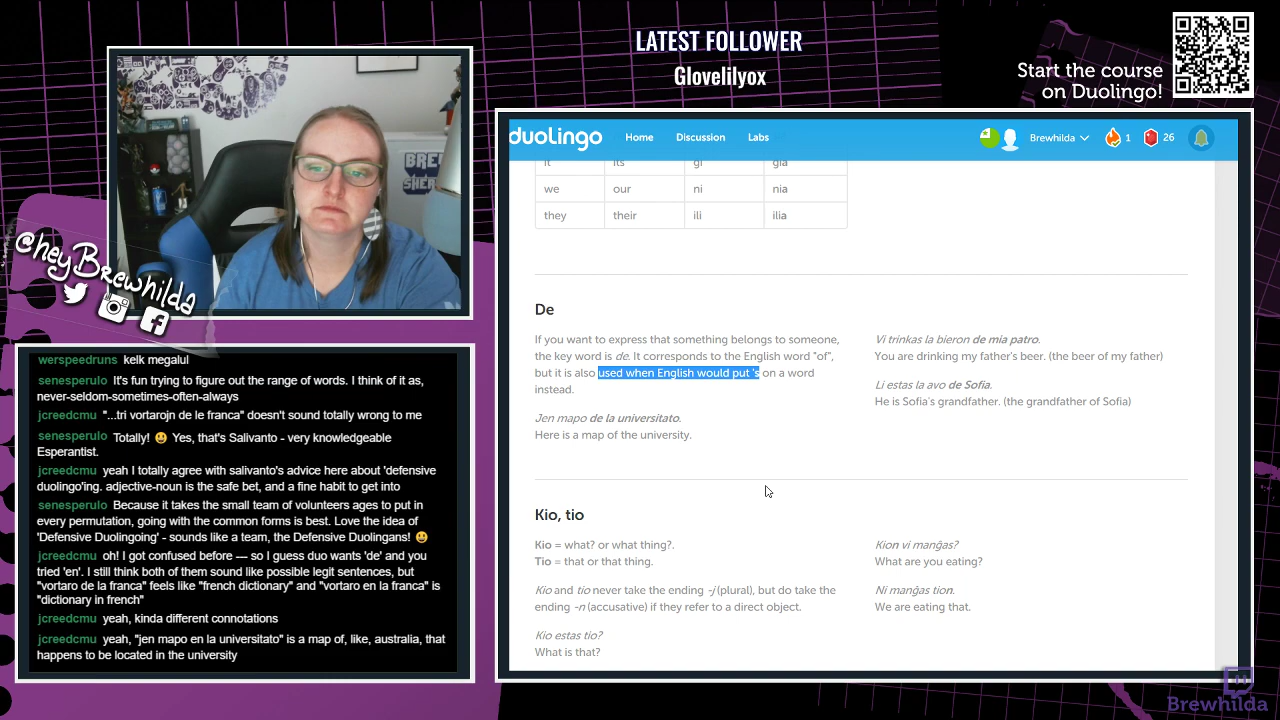 LATEST FOLLOWER
Glovelilyox
Start the course
on Duolingo!
@heyBrewhilda
werspeedruns kelk megalul
senesperulo It's fun trying to figure out the range of words. I think of it as,
never-seldom-sometimes-often-always
jcreedcmu "...tri vortarojn de le franca" doesn't sound totally wrong to me
senesperulo Totally! 😃 Yes, that's Salivanto - very knowledgeable
Esperantist.
jcreedcmu yeah I totally agree with salivanto's advice here about 'defensive
duolingo'ing. adjective-noun is the safe bet, and a fine habit to get into
senesperulo Because it takes the small team of volunteers ages to put in
every permutation, going with the common forms is best. Love the idea of
'Defensive Duolingoing' - sounds like a team, the Defensive Duolingans! 😃
jcreedcmu oh! I got confused before --- so I guess duo wants 'de' and you
tried 'en'. I still think both of them sound like possible legit sentences, but
"vortaro de la franca" feels like "french dictionary" and "vortaro en la franca" is
"dictionary in french"
jcreedcmu yeah, kinda different connotations
jcreedcmu yeah, "jen mapo en la universitato" is a map of, like, australia, that
happens to be located in the university
duolingo Home Discussion Labs Brewhilda 1 26
it its ĝi ĝia
we our ni nia
they their ili ilia
De
If you want to express that something belongs to someone,
the key word is de. It corresponds to the English word "of",
but it is also used when English would put 's on a word
instead.
Jen mapo de la universitato.
Here is a map of the university.
Vi trinkas la bieron de mia patro.
You are drinking my father's beer. (the beer of my father)
Li estas la avo de Sofia.
He is Sofia's grandfather. (the grandfather of Sofia)
Kio, tio
Kio = what? or what thing?.
Tio = that or that thing.
Kio and tio never take the ending -j (plural), but do take the
ending -n (accusative) if they refer to a direct object.
Kio estas tio?
What is that?
Kion vi manĝas?
What are you eating?
Ni manĝas tion.
We are eating that.
Brewhilda